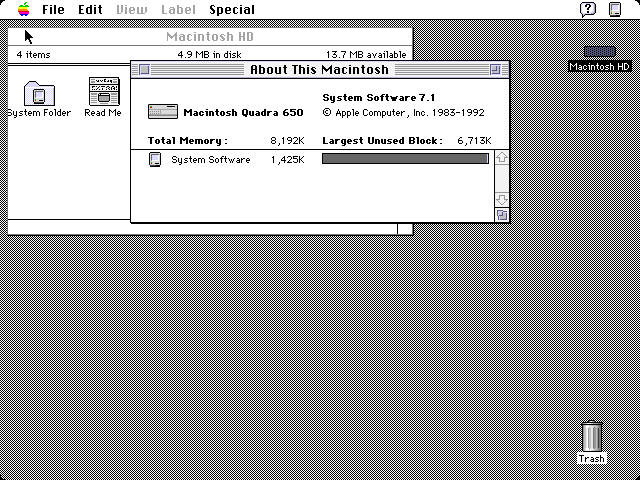 File Edit View Label Special
Macintosh HD
4 items 4.9 MB in disk 13.7 MB available
Macintosh HD
About This Macintosh
System Software 7.1
Macintosh Quadra 650 © Apple Computer, Inc. 1983-1992
Total Memory : 8,192K Largest Unused Block : 6,713K
System Software 1,425K
System Folder Read Me
Trash